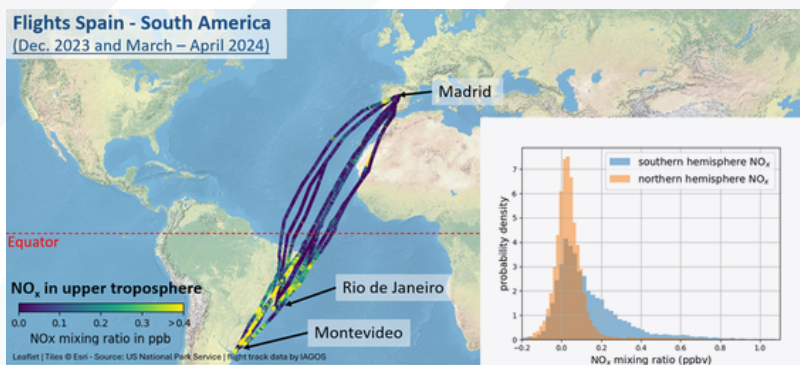 Flights Spain - South America
(Dec. 2023 and March – April 2024)
Madrid
Equator
NOx in upper troposphere
0.0 0.1 0.2 0.3 >0.4
NOx mixing ratio in ppb
Rio de Janeiro
Montevideo
Leaflet | Tiles © Esri - Source: US National Park Service | flight track data by IAGOS
southern hemisphere NOx
northern hemisphere NOx
probability density
7
6
5
4
3
2
1
0
−0.2 0.0 0.2 0.4 0.6 0.8 1.0
NOx mixing ratio (ppbv)